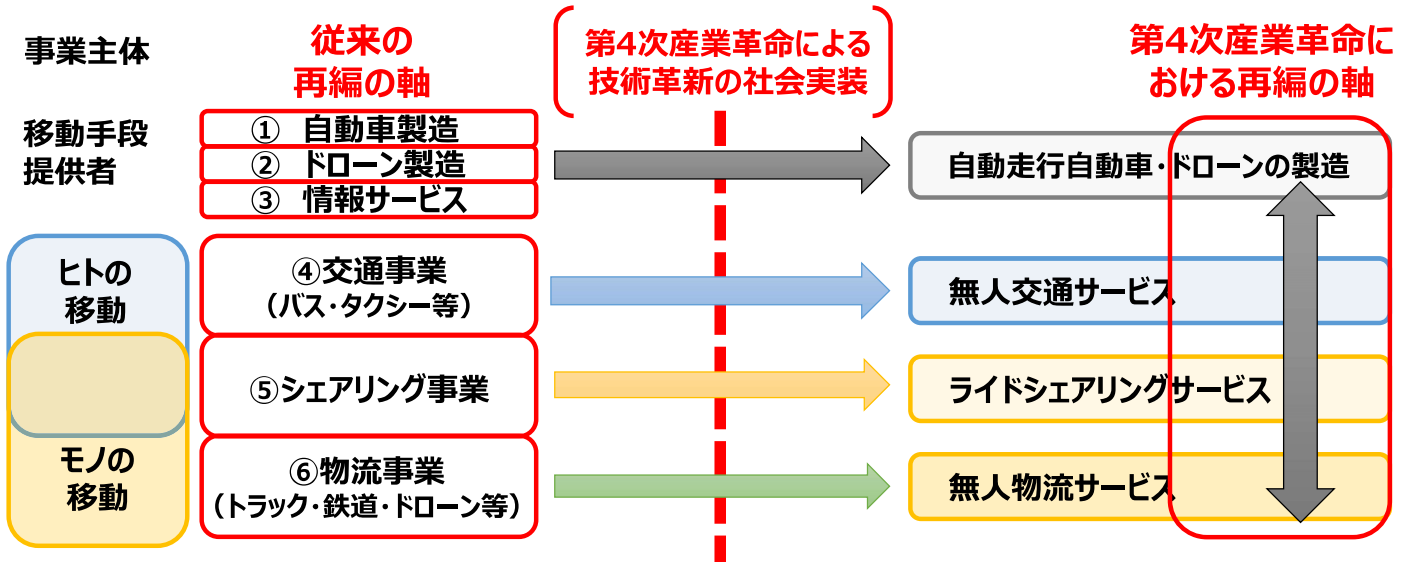 事業主体
従来の
再編の軸
第4次産業革命による
技術革新の社会実装
第4次産業革命に
おける再編の軸
移動手段
提供者
① 自動車製造
② ドローン製造
③ 情報サービス
自動走行自動車・ドローンの製造
ヒトの
移動
④交通事業
（バス・タクシー等）
無人交通サービス
⑤シェアリング事業
ライドシェアリングサービス
モノの
移動
⑥物流事業
（トラック・鉄道・ドローン等）
無人物流サービス